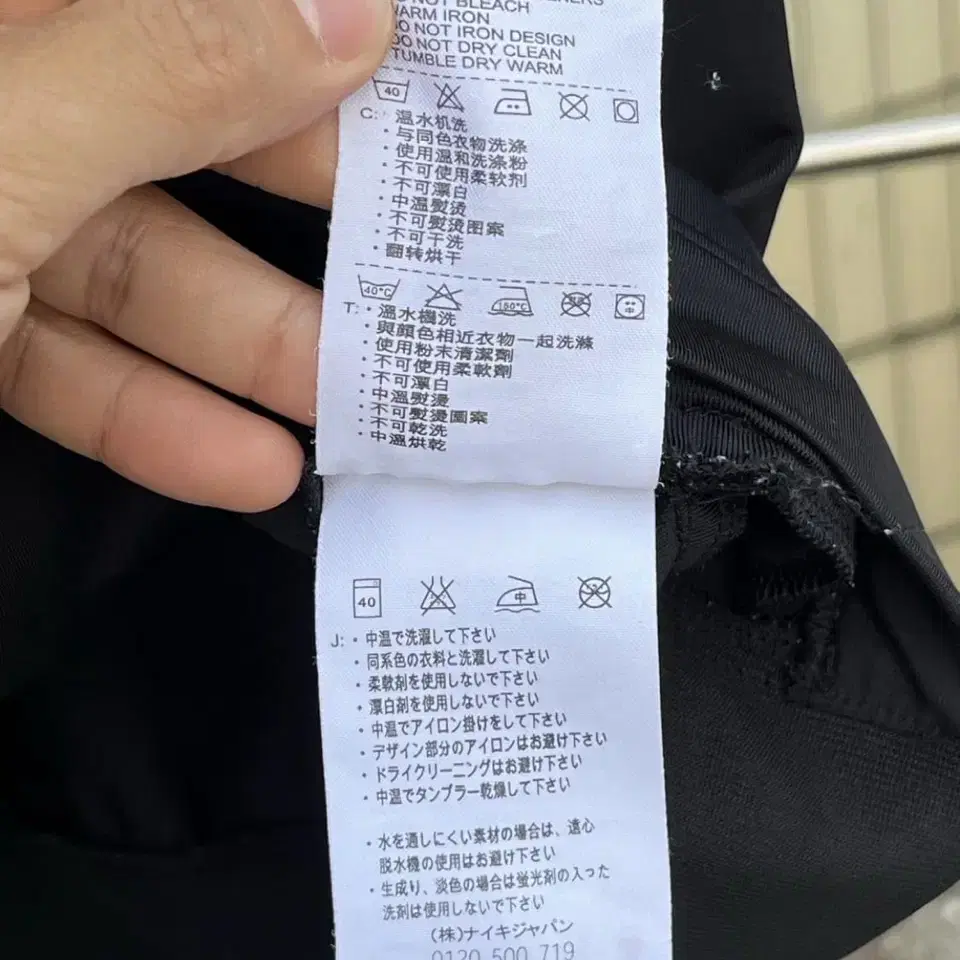 NOT BLEACH
WARM IRON
DO NOT IRON DESIGN
DO NOT DRY CLEAN
TUMBLE DRY WARM
40
C: ・温水机洗
・与同色衣物洗涤
・使用温和洗涤粉
・不可使用柔软剂
・不可漂白
・中温熨烫
・不可熨烫图案
・不可干洗
・翻转烘干
40°C 150°C 中
T: ・溫水機洗
・與顏色相近衣物一起洗滌
・使用粉末清潔劑
・不可使用柔軟劑
・不可漂白
・中溫熨燙
・不可熨燙圖案
・不可乾洗
・中溫烘乾
40 中
J: ・中温で洗濯して下さい
・同系色の衣料と洗濯して下さい
・柔軟剤を使用しないで下さい
・漂白剤を使用しないで下さい
・中温でアイロン掛けをして下さい
・デザイン部分のアイロンはお避け下さい
・ドライクリーニングはお避け下さい
・中温でタンブラー乾燥して下さい
・水を通しにくい素材の場合は、遠心
脱水機の使用はお避け下さい
・生成り、淡色の場合は蛍光剤の入った
洗剤は使用しないで下さい
(株)ナイキジャパン
0120 500 719